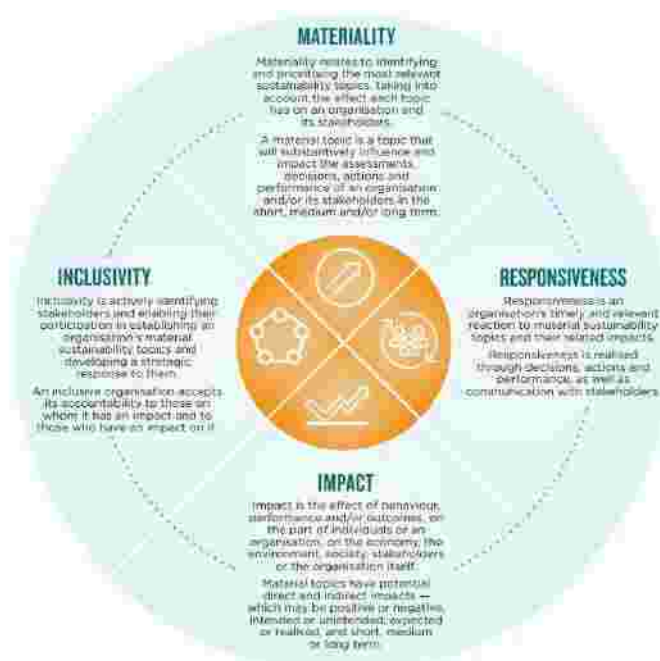 MATERIALITY
Materiality relates to identifying
and prioritising the most relevant
sustainability topics, taking into
account the effect each topic
has on an organisation and
its stakeholders.
A material topic is a topic that
will substantively influence and
impact the assessments,
decisions, actions and
performance of an organisation
and/or its stakeholders in the
short, medium and/or long term.
INCLUSIVITY
Inclusivity is actively identifying
stakeholders and enabling their
participation in establishing an
organisation's material
sustainability topics and
developing a strategic
response to them.
An inclusive organisation accepts
its accountability to those on
whom it has an impact and to
those who have an impact on it.
RESPONSIVENESS
Responsiveness is an
organisation's timely and relevant
reaction to material sustainability
topics and their related impacts.
Responsiveness is realised
through decisions, actions and
performance, as well as
communication with stakeholders.
IMPACT
Impact is the effect of behaviour,
performance and/or outcomes, on
the part of individuals or an
organisation, on the economy, the
environment, society, stakeholders
or the organisation itself.
Material topics have potential
direct and indirect impacts —
which may be positive or negative,
intended or unintended, expected
or realised, and short, medium
or long term.